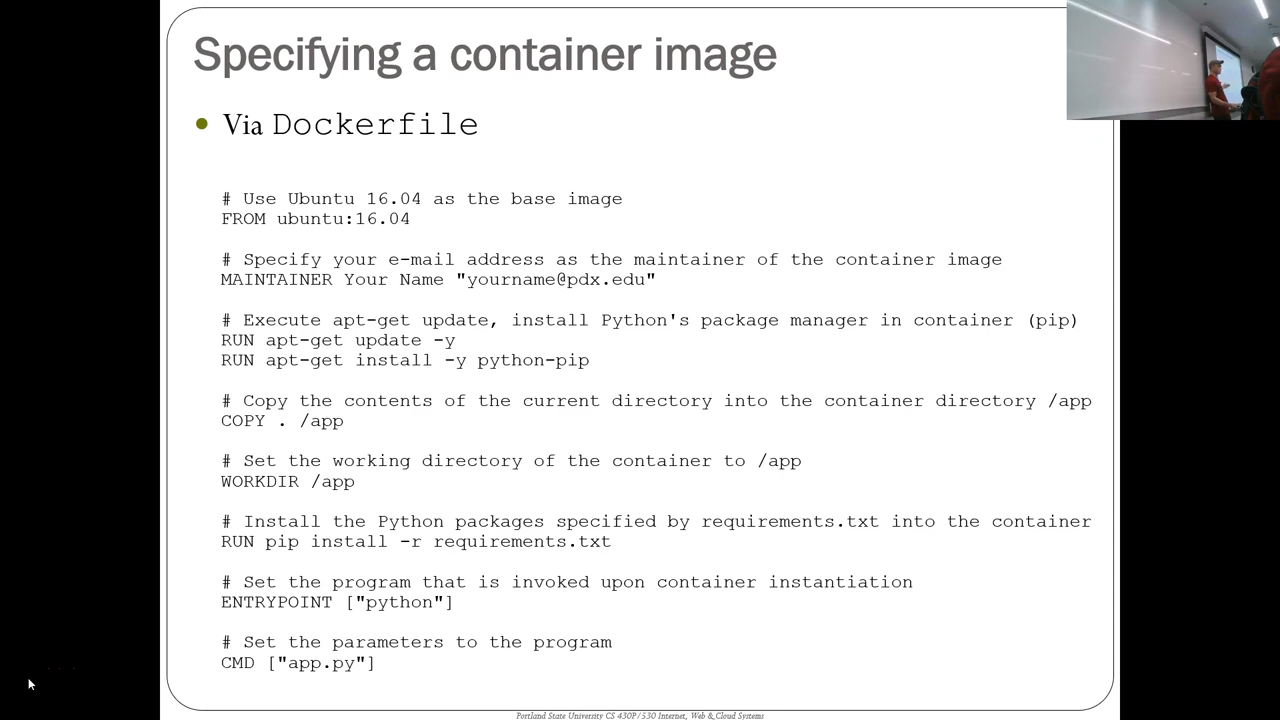 Specifying a container image
• Via Dockerfile
# Use Ubuntu 16.04 as the base image
FROM ubuntu:16.04
# Specify your e-mail address as the maintainer of the container image
MAINTAINER Your Name "yourname@pdx.edu"
# Execute apt-get update, install Python's package manager in container (pip)
RUN apt-get update -y
RUN apt-get install -y python-pip
# Copy the contents of the current directory into the container directory /app
COPY . /app
# Set the working directory of the container to /app
WORKDIR /app
# Install the Python packages specified by requirements.txt into the container
RUN pip install -r requirements.txt
# Set the program that is invoked upon container instantiation
ENTRYPOINT ["python"]
# Set the parameters to the program
CMD ["app.py"]
Portland State University CS 430P/530 Internet, Web & Cloud Systems